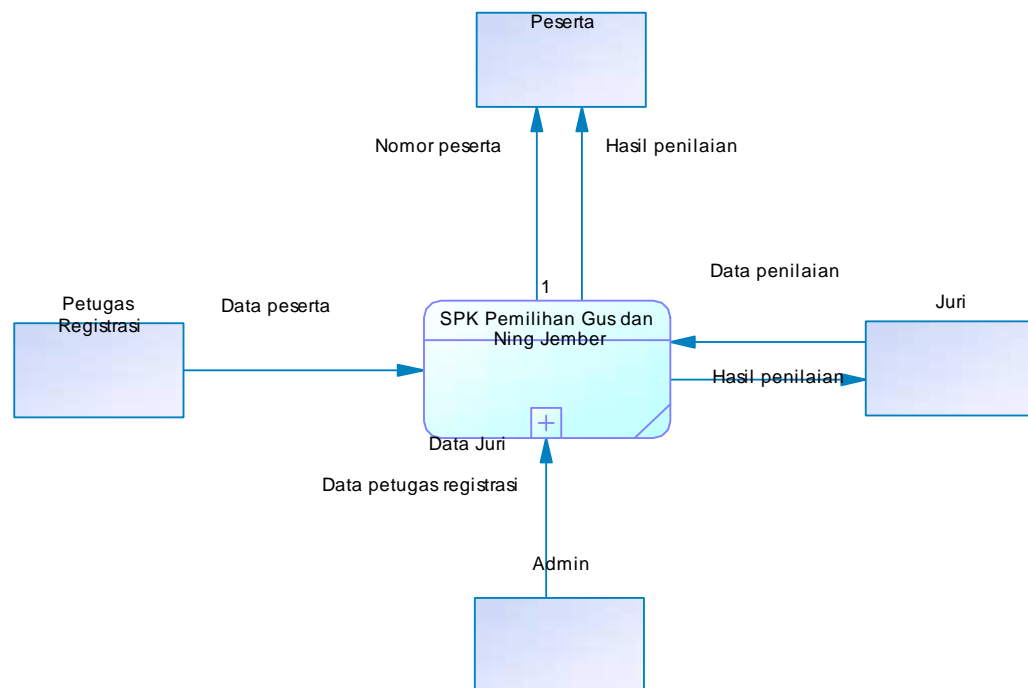 Peserta
Nomor peserta
Hasil penilaian
Data penilaian
1
Petugas
Registrasi
Data peserta
SPK Pemilihan Gus dan
Ning Jember
Juri
Hasil penilaian
Data Juri
Data petugas registrasi
Admin